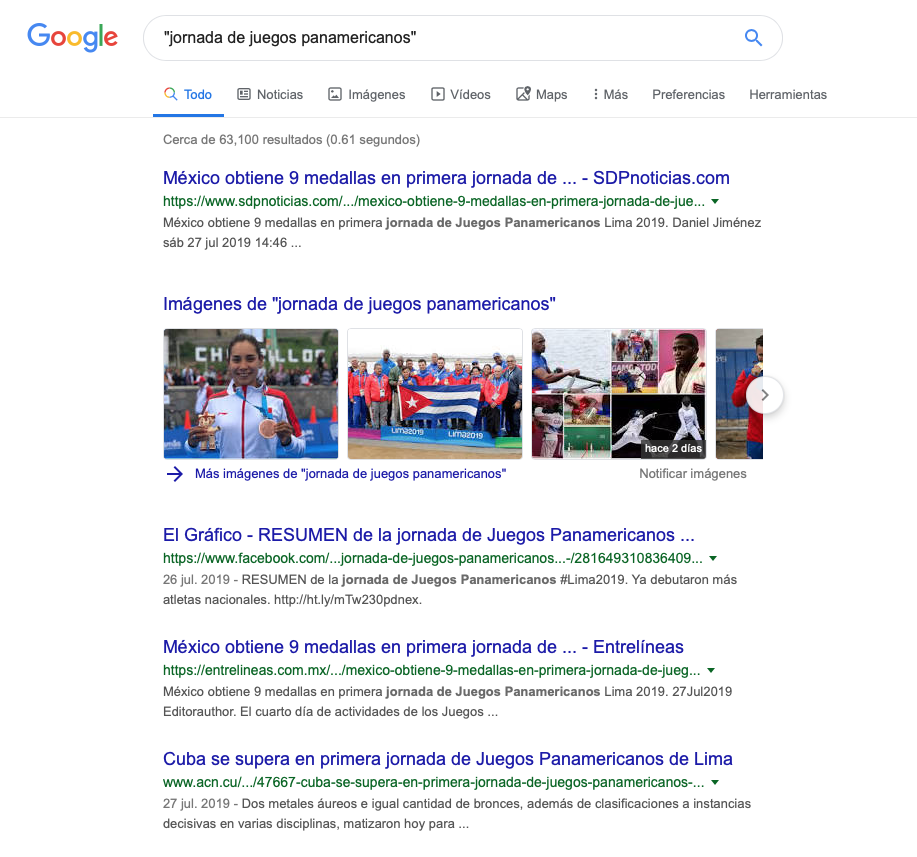 Google
"jornada de juegos panamericanos"
Todo Noticias Imágenes Vídeos Maps Más Preferencias Herramientas
Cerca de 63,100 resultados (0.61 segundos)
México obtiene 9 medallas en primera jornada de ... - SDPnoticias.com
https://www.sdpnoticias.com/.../mexico-obtiene-9-medallas-en-primera-jornada-de-jue...
México obtiene 9 medallas en primera jornada de Juegos Panamericanos Lima 2019. Daniel Jiménez
sáb 27 jul 2019 14:46 ...
Imágenes de "jornada de juegos panamericanos"
Lima2019 Lima2019
hace 2 días
Más imágenes de "jornada de juegos panamericanos" Notificar imágenes
El Gráfico - RESUMEN de la jornada de Juegos Panamericanos ...
https://www.facebook.com/...jornada-de-juegos-panamericanos...-/281649310836409...
26 jul. 2019 - RESUMEN de la jornada de Juegos Panamericanos #Lima2019. Ya debutaron más
atletas nacionales. http://ht.ly/mTw230pdnex.
México obtiene 9 medallas en primera jornada de ... - Entrelíneas
https://entrelineas.com.mx/.../mexico-obtiene-9-medallas-en-primera-jornada-de-jueg...
México obtiene 9 medallas en primera jornada de Juegos Panamericanos Lima 2019. 27Jul2019
Editorauthor. El cuarto día de actividades de los Juegos ...
Cuba se supera en primera jornada de Juegos Panamericanos de Lima
www.acn.cu/.../47667-cuba-se-supera-en-primera-jornada-de-juegos-panamericanos-...
27 jul. 2019 - Dos metales áureos e igual cantidad de bronces, además de clasificaciones a instancias
decisivas en varias disciplinas, matizaron hoy para ...